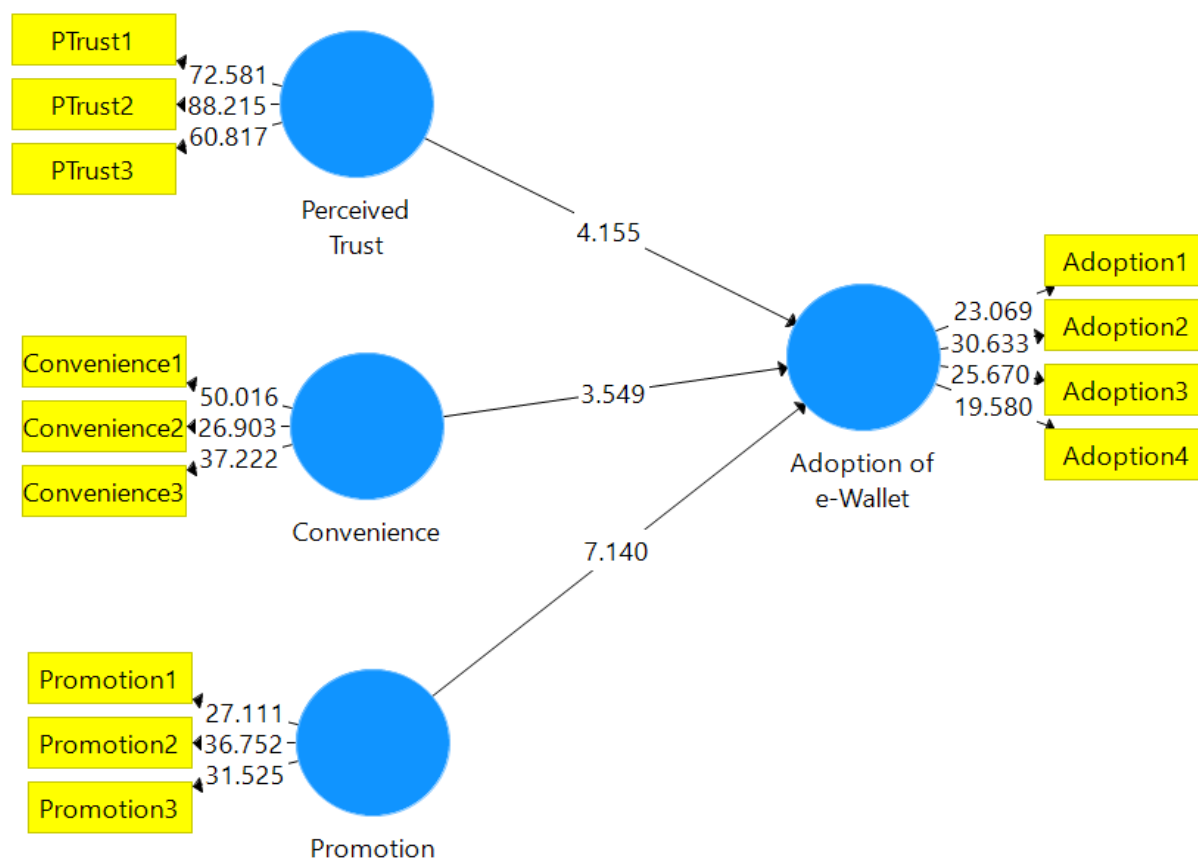 PTrust1
72.581
PTrust2
88.215
60.817
PTrust3
Perceived
Trust
4.155
Adoption1
23.069
Adoption2
30.633
25.670
Adoption3
19.580
Adoption4
Adoption of
e-Wallet
Convenience1
50.016
Convenience2
26.903
37.222
Convenience3
Convenience
3.549
7.140
Promotion1
27.111
Promotion2
36.752
31.525
Promotion3
Promotion